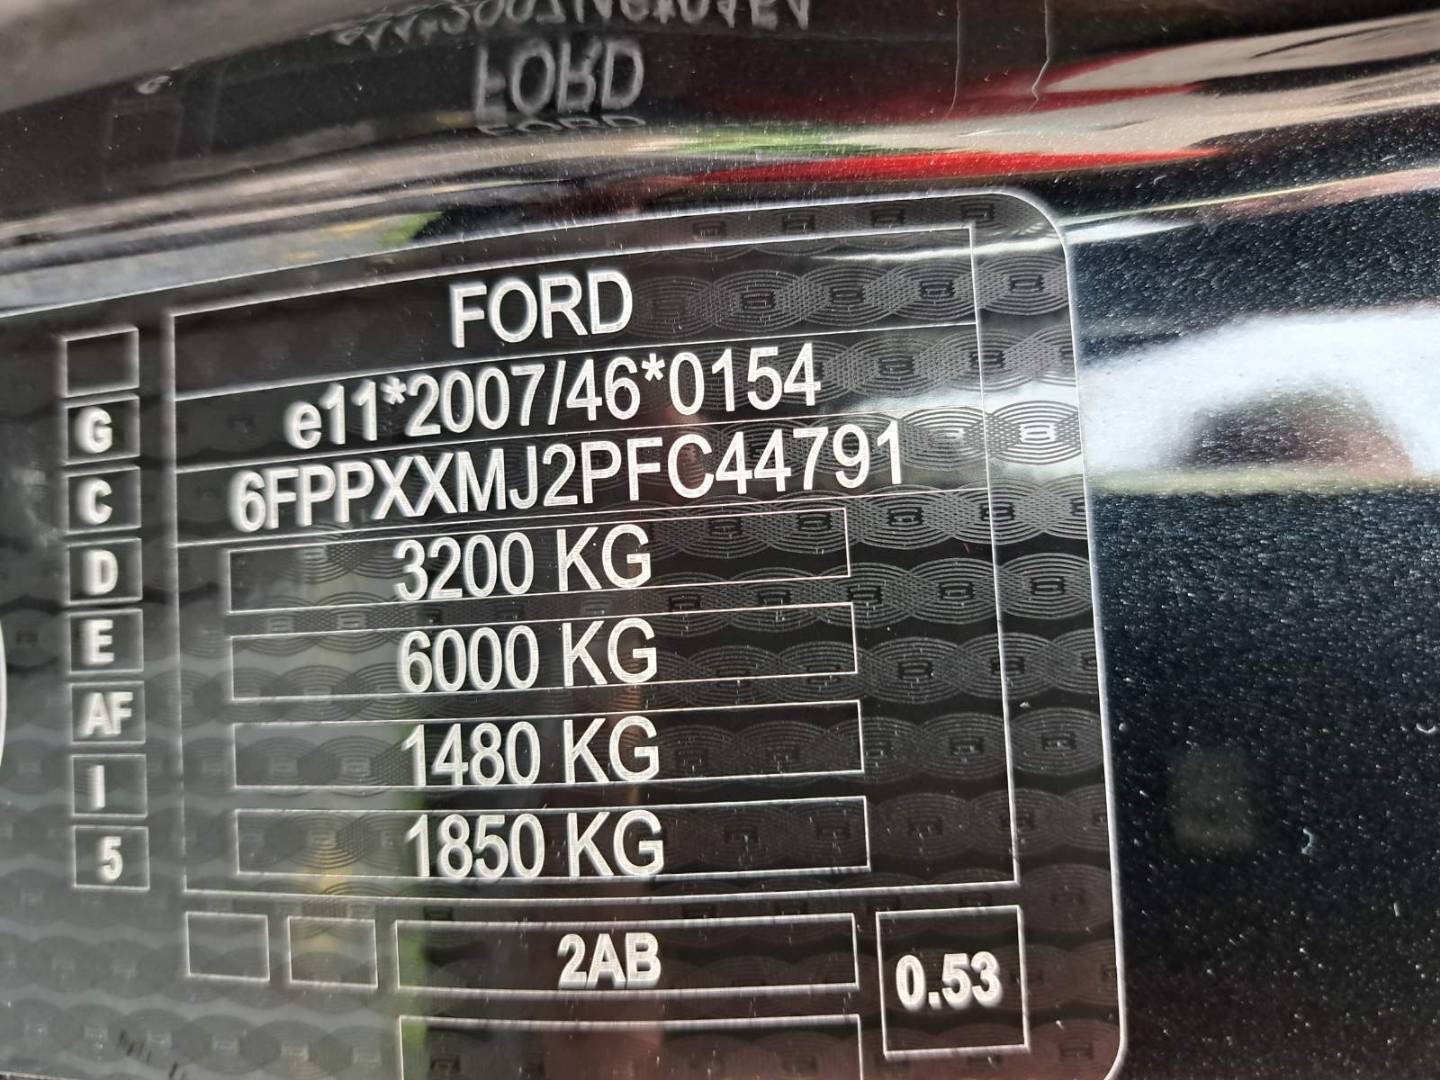 FORD
e11*2007/46*0154
6FPPXXMJ2PFC44791
3200 KG
6000 KG
1480 KG
1850 KG
G
C
D
E
AF
I
5
2AB
0.53